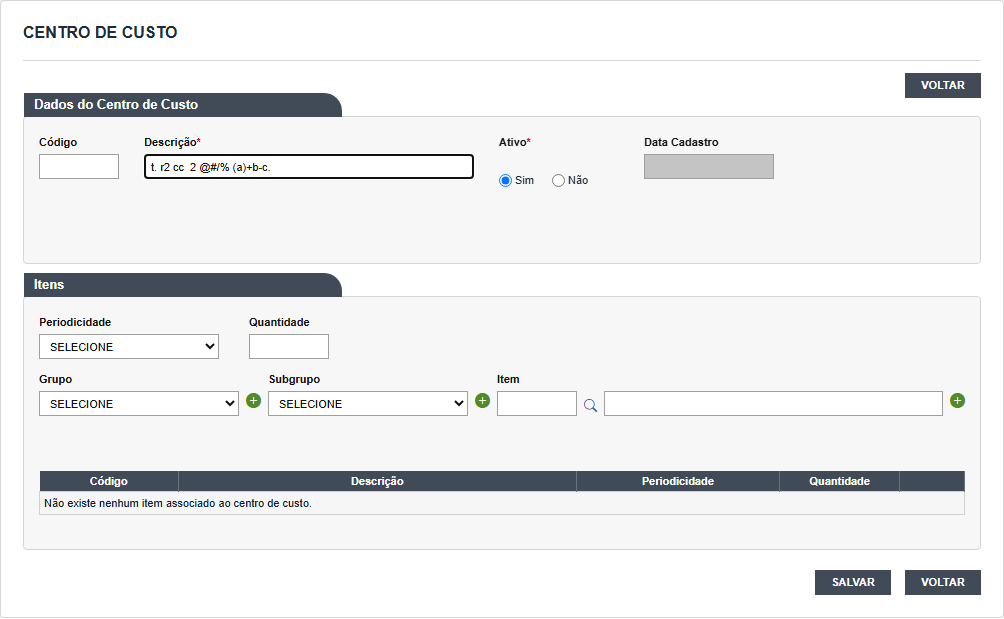 CENTRO DE CUSTO
VOLTAR
Dados do Centro de Custo
Código Descrição* Ativo* Data Cadastro
t. r2 cc  2 @#/% (a)+b-c.
Sim Não
Itens
Periodicidade Quantidade
SELECIONE
Grupo Subgrupo Item
SELECIONE SELECIONE
Código Descrição Periodicidade Quantidade
Não existe nenhum item associado ao centro de custo.
SALVAR VOLTAR